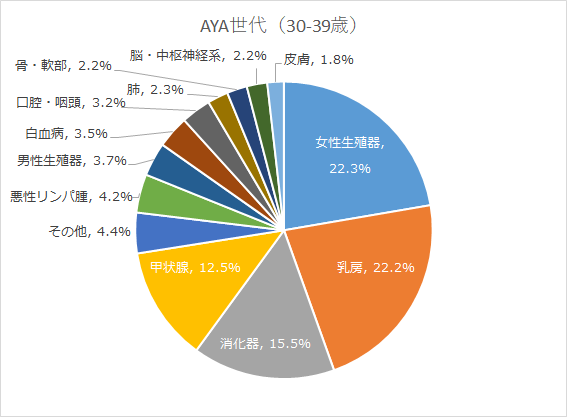 AYA世代（30-39歳）
女性生殖器,
22.3%
乳房, 22.2%
消化器, 15.5%
甲状腺, 12.5%
その他, 4.4%
悪性リンパ腫, 4.2%
男性生殖器, 3.7%
白血病, 3.5%
口腔・咽頭, 3.2%
肺, 2.3%
骨・軟部, 2.2%
脳・中枢神経系, 2.2%
皮膚, 1.8%